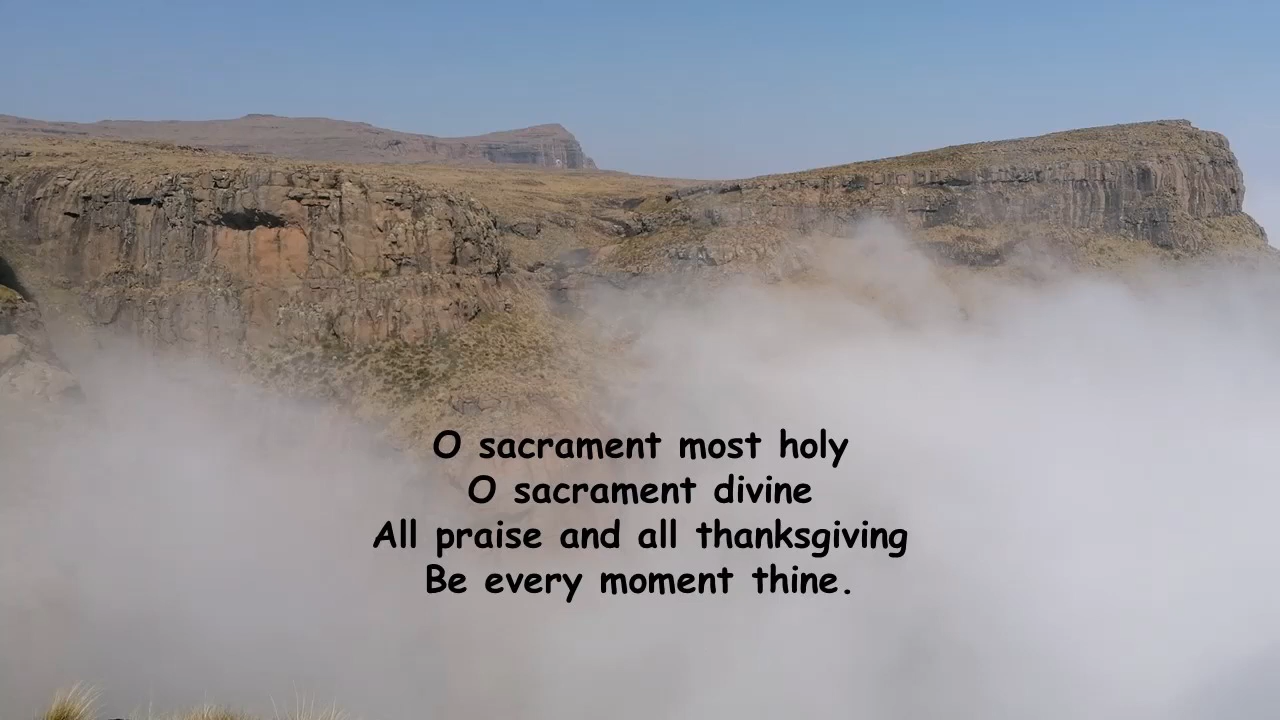 O sacrament most holy
O sacrament divine
All praise and all thanksgiving
Be every moment thine.